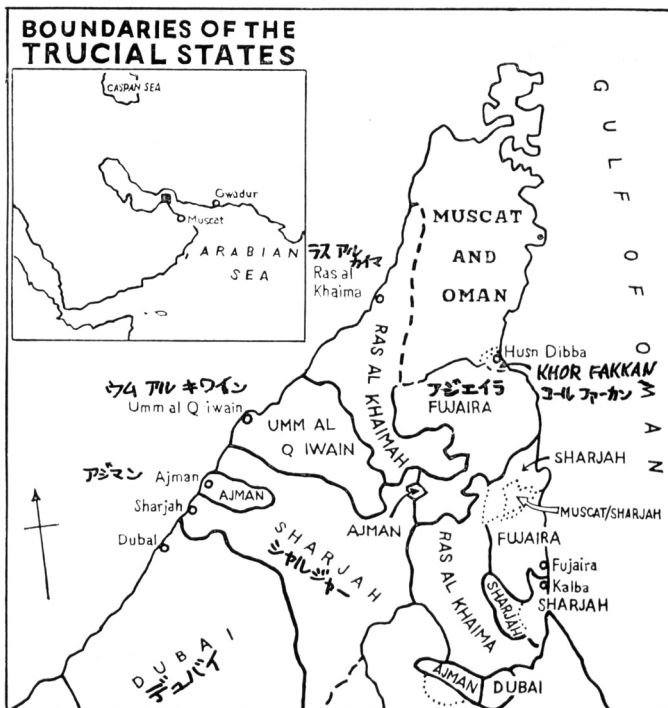 BOUNDARIES OF THE
TRUCIAL STATES
CASPAN SEA
Gwadur
Muscat
ARABIAN
SEA
GULF OF OMAN
MUSCAT
AND
OMAN
ラス アル
カイマ
Ras al
Khaima
RAS AL KHAIMAH
Husn Dibba
KHOR FAKKAN
コールファーカン
アジエイラ
FUJAIRA
ウム アル キワイン
Umm al Q iwain
UMM AL
Q IWAIN
SHARJAH
アジマン
Ajman
AJMAN
Sharjah
AJMAN
MUSCAT/SHARJAH
Dubal
SHARJAH
シャルジャー
RAS AL KHAIMA
FUJAIRA
Fujaira
Kalba
SHARJAH
SHARJAH
DUBAI
デュバイ
AJMAN
DUBAI